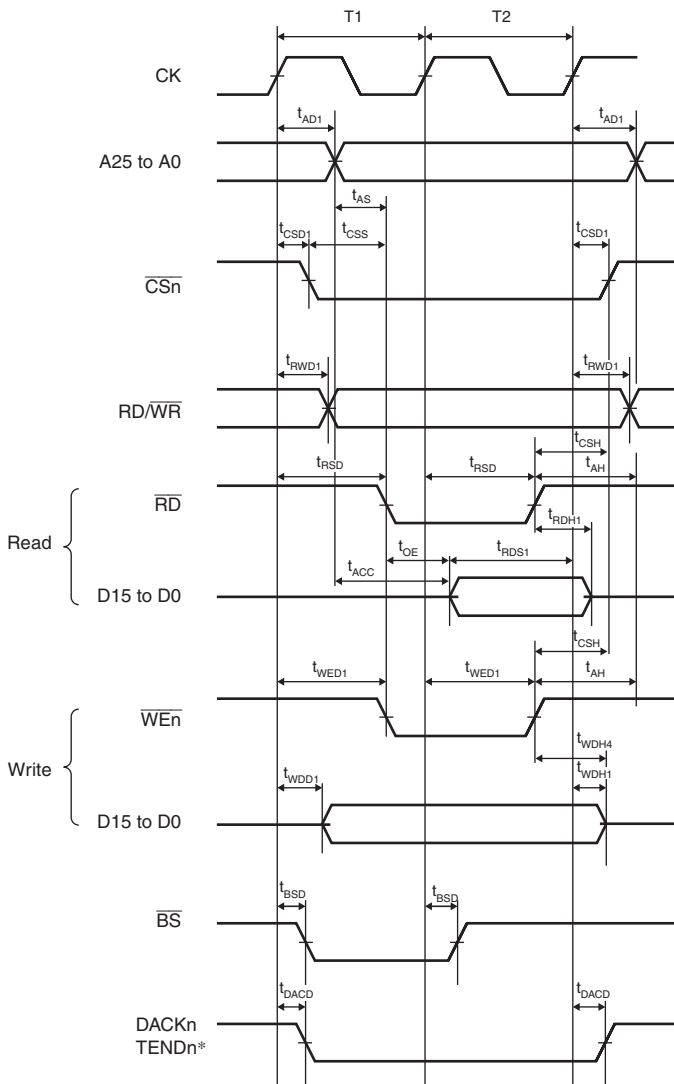 T1 T2
CK
tAD1 tAD1
A25 to A0
tAS
tCSD1 tCSS tCSD1
CSn
tRWD1 tRWD1
RD/WR
tCSH
tRSD tRSD tAH
RD
tRDH1
Read
tOE tRDS1
tACC
D15 to D0
tCSH
tWED1 tWED1 tAH
WEn
tWDH4
Write
tWDD1 tWDH1
D15 to D0
tBSD tBSD
BS
tDACD tDACD
DACKn
TENDn*